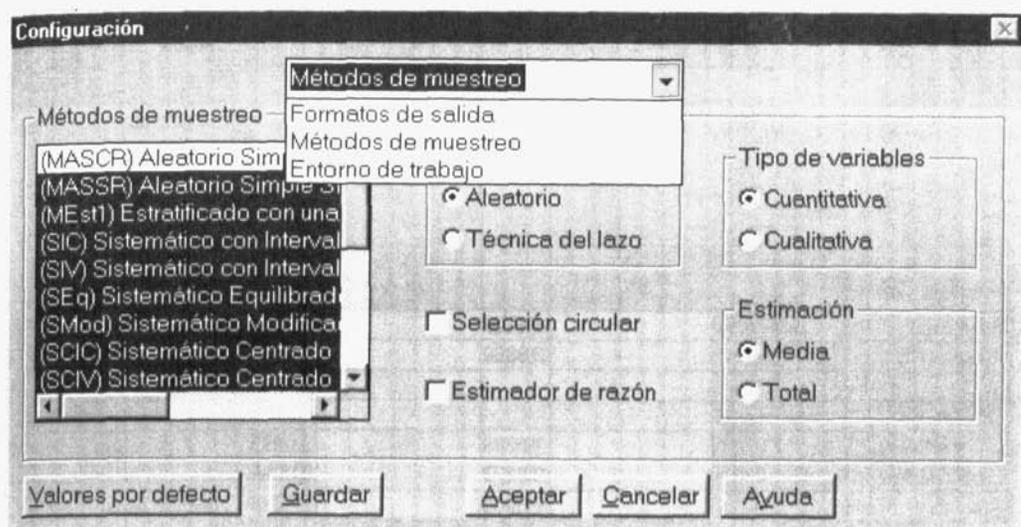 Configuración
Métodos de muestreo
Formatos de salida
Métodos de muestreo
Entorno de trabajo
Métodos de muestreo
(MASCR) Aleatorio Sim
(MASSR) Aleatorio Simple
(MEst1) Estratificado con una
(SIC) Sistemático con Interval
(SIV) Sistemático con Interval
(SEq) Sistemático Equilibrad
(SMod) Sistemático Modifica
(SCIC) Sistemático Centrado
(SCIV) Sistemático Centrado
Aleatorio
Técnica del lazo
Selección circular
Estimador de razón
Tipo de variables
Cuantitativa
Cualitativa
Estimación
Media
Total
Valores por defecto
Guardar
Aceptar
Cancelar
Ayuda